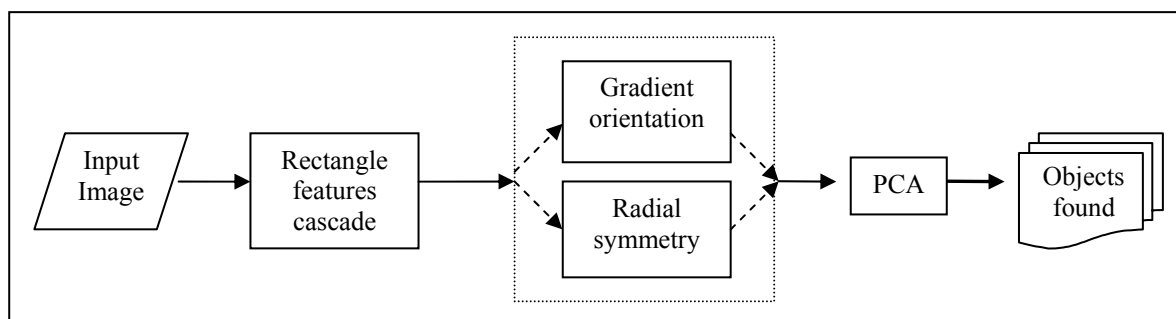 Input
Image
Rectangle
features
cascade
Gradient
orientation
Radial
symmetry
PCA
Objects
found